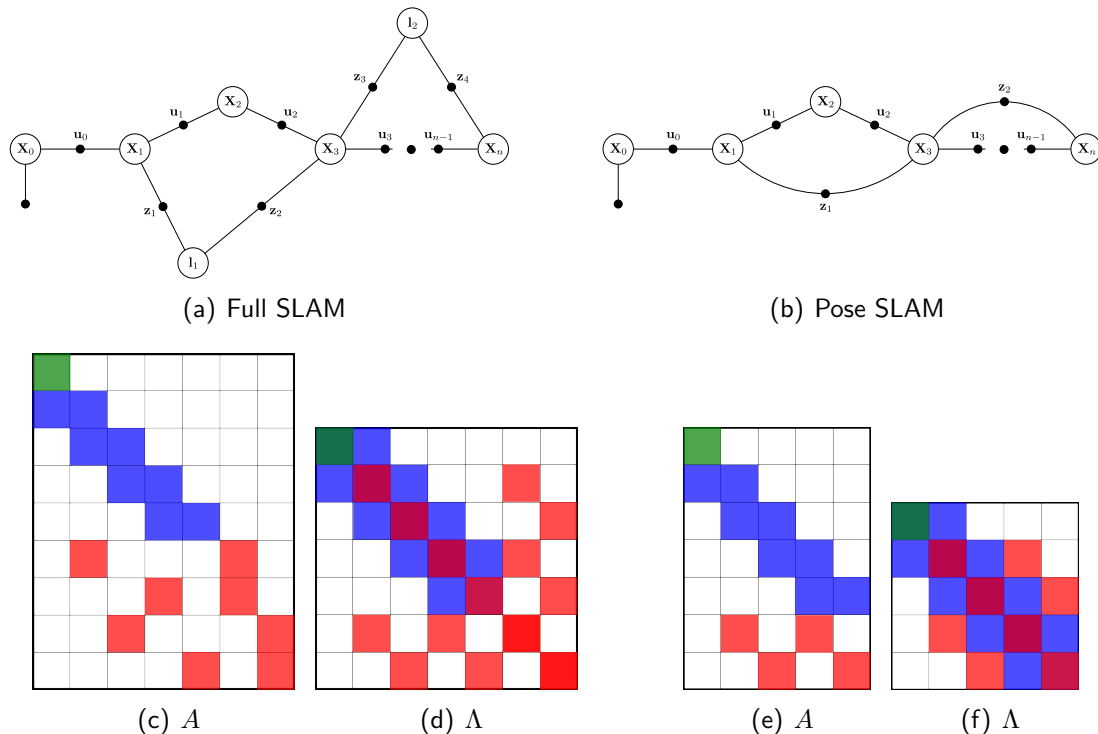 l₂
z₃ z₄
X₂
u₁ u₂
X₀ u₀ X₁ X₃ u₃ uₙ₋₁ Xₙ
z₁ z₂
l₁
(a) Full SLAM
X₂ z₂
u₁ u₂
X₀ u₀ X₁ X₃ u₃ uₙ₋₁ Xₙ
z₁
(b) Pose SLAM
(c) A
(d) Λ
(e) A
(f) Λ